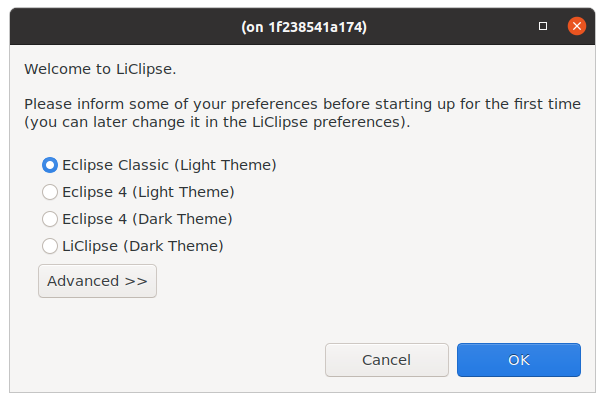 (on 1f238541a174)
Welcome to LiClipse.
Please inform some of your preferences before starting up for the first time
(you can later change it in the LiClipse preferences).
Eclipse Classic (Light Theme)
Eclipse 4 (Light Theme)
Eclipse 4 (Dark Theme)
LiClipse (Dark Theme)
Advanced >>
Cancel
OK